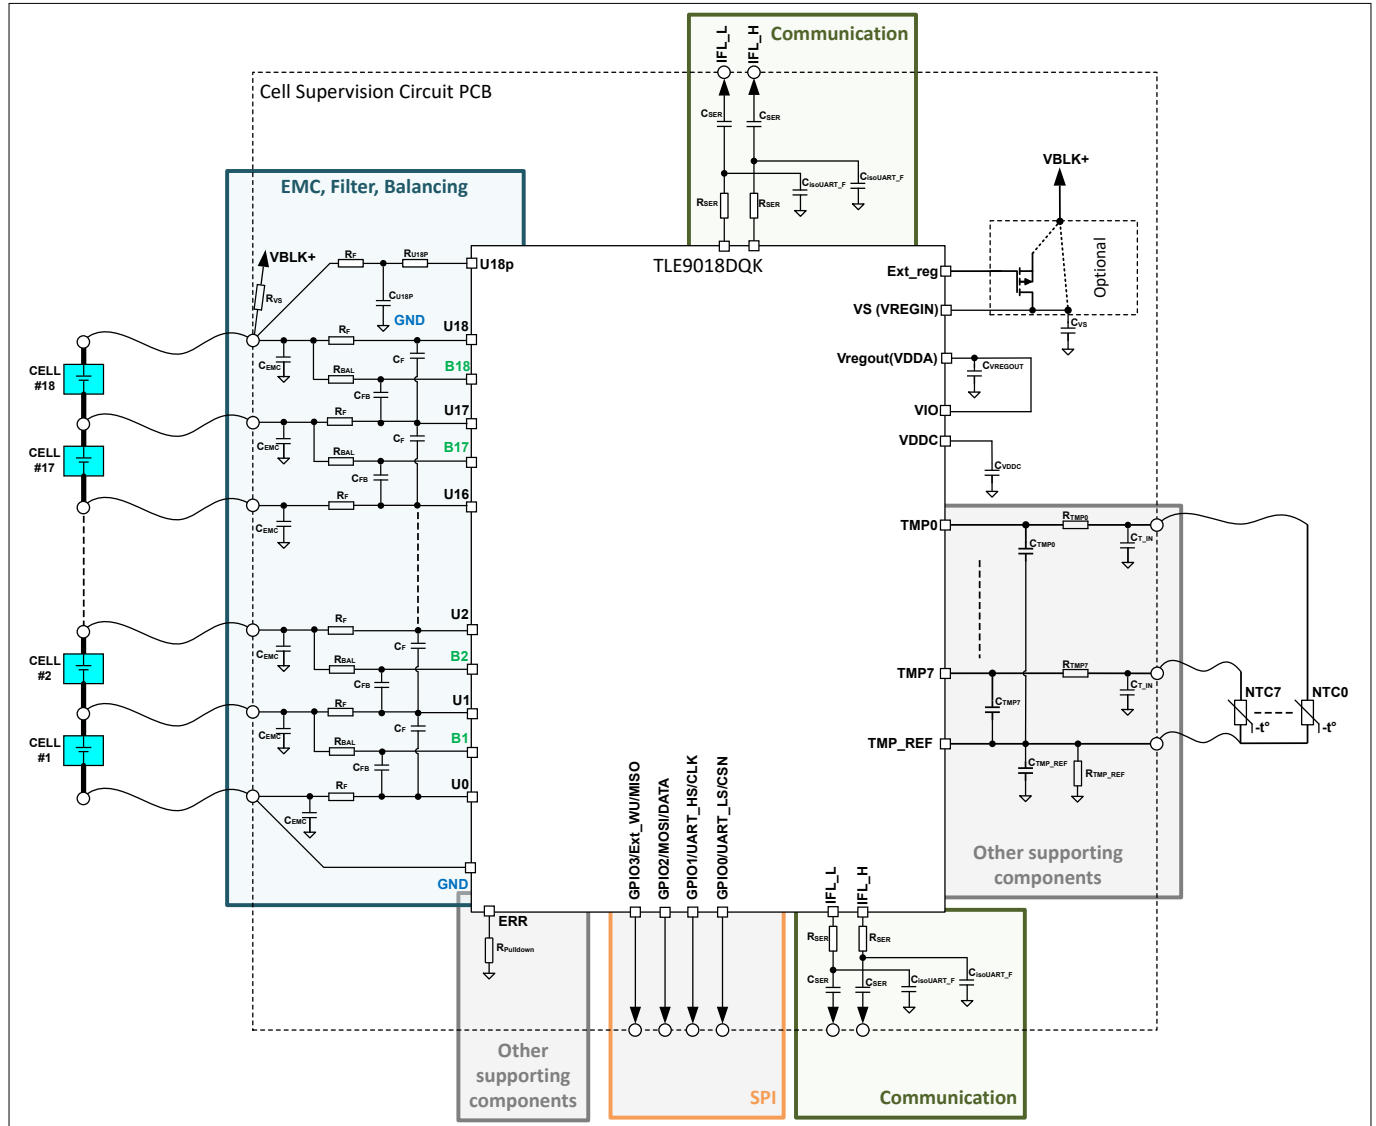 Communication
IFL_L
IFL_H
Cell Supervision Circuit PCB
CSER
CSER
CisoUART_F
CisoUART_F
RSER
RSER
VBLK+
Optional
EMC, Filter, Balancing
TLE9018DQK
VBLK+
RVS
RF
RU18P
U18p
CU18P
GND
Ext_reg
VS (VREGIN)
CVS
CELL
#18
CEMC
RF
CF
U18
RBAL
B18
CFB
Vregout(VDDA)
CVREGOUT
VIO
CELL
#17
CEMC
RF
CF
U17
RBAL
B17
CFB
VDDC
CVDDC
CEMC
RF
U16
TMP0
RTMP0
CTMP0
CT_IN
CELL
#2
CEMC
RF
CF
U2
RBAL
B2
CFB
TMP7
RTMP7
CTMP7
CT_IN
NTC7
-t°
NTC0
-t°
CELL
#1
CEMC
RF
CF
U1
RBAL
B1
CFB
TMP_REF
CTMP_REF
RTMP_REF
CEMC
RF
U0
GND
Other supporting
components
GPIO3/Ext_WU/MISO
GPIO2/MOSI/DATA
GPIO1/UART_HS/CLK
GPIO0/UART_LS/CSN
IFL_L
IFL_H
ERR
RPulldown
RSER
RSER
CSER
CSER
CisoUART_F
CisoUART_F
Other
supporting
components
SPI
Communication